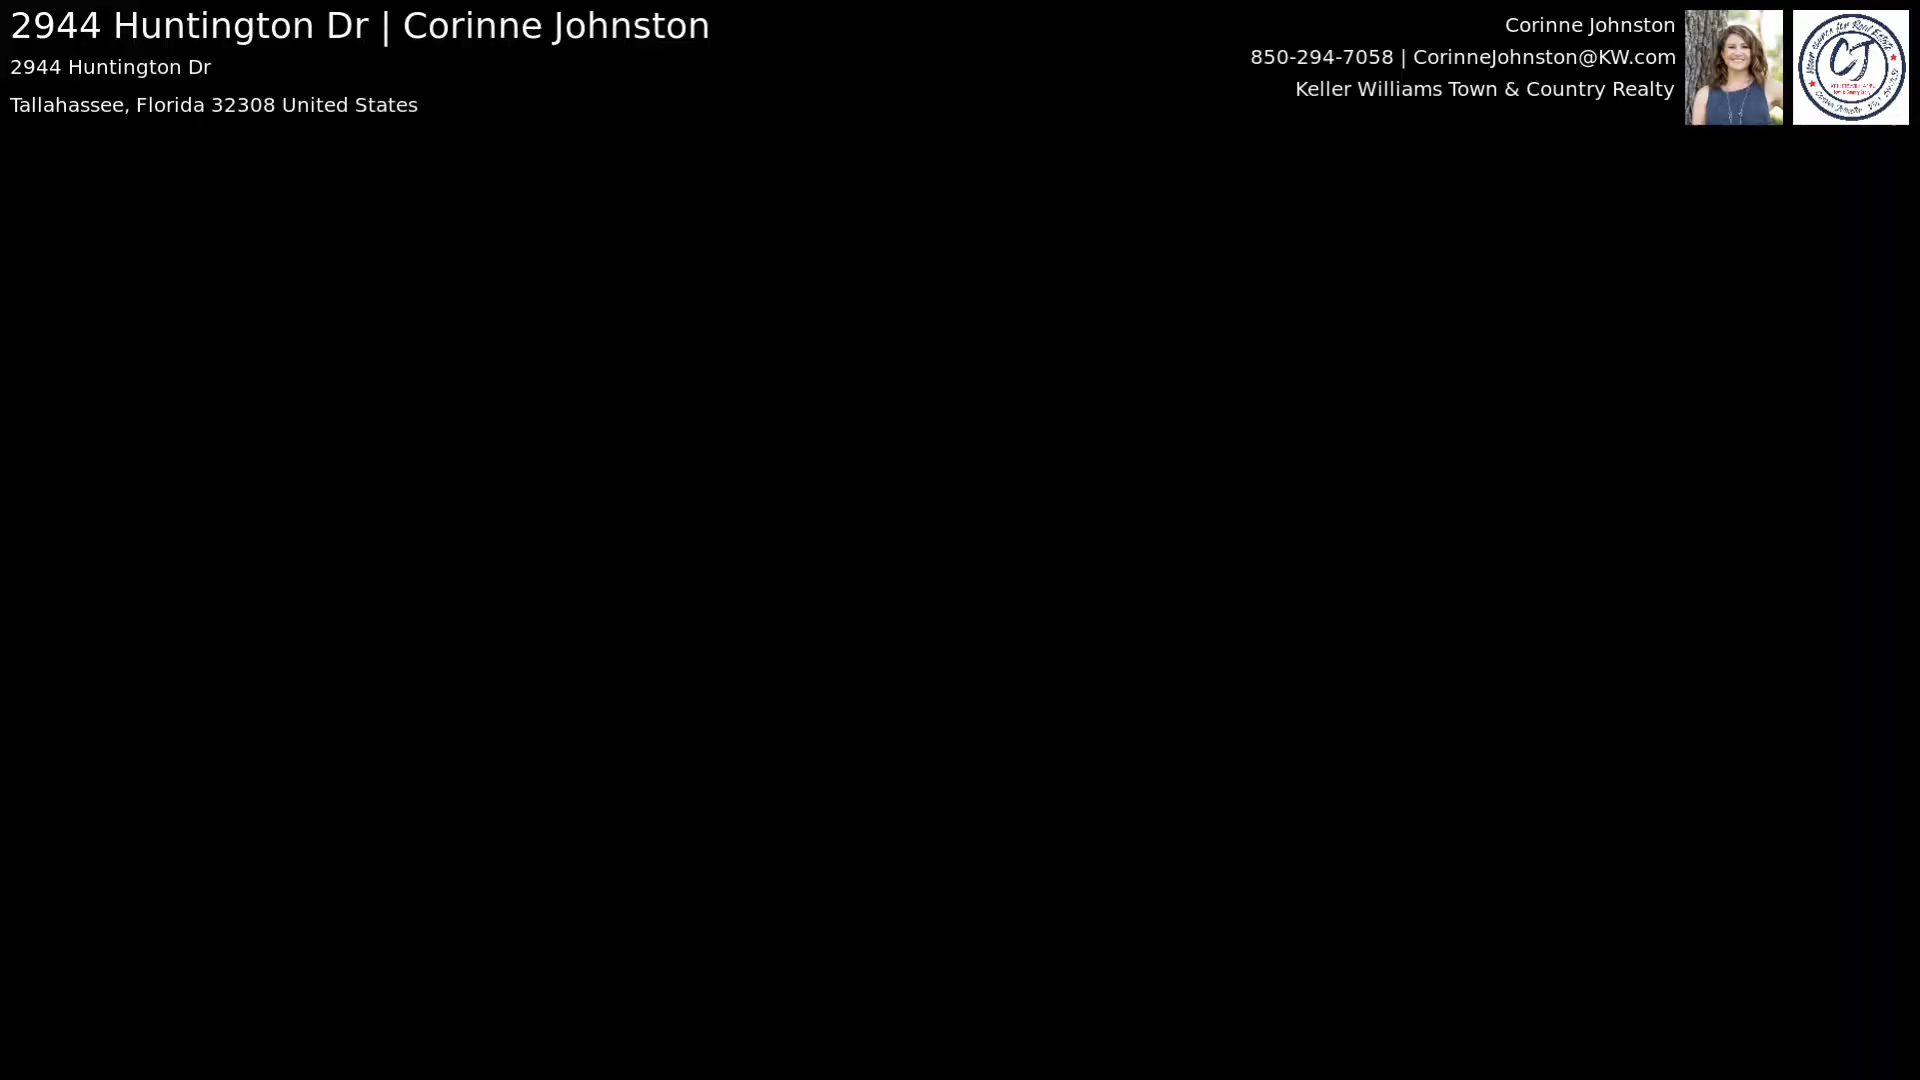 2944 Huntington Dr | Corinne Johnston
2944 Huntington Dr
Tallahassee, Florida 32308 United States
Corinne Johnston
850-294-7058 | CorinneJohnston@KW.com
Keller Williams Town & Country Realty
CJ